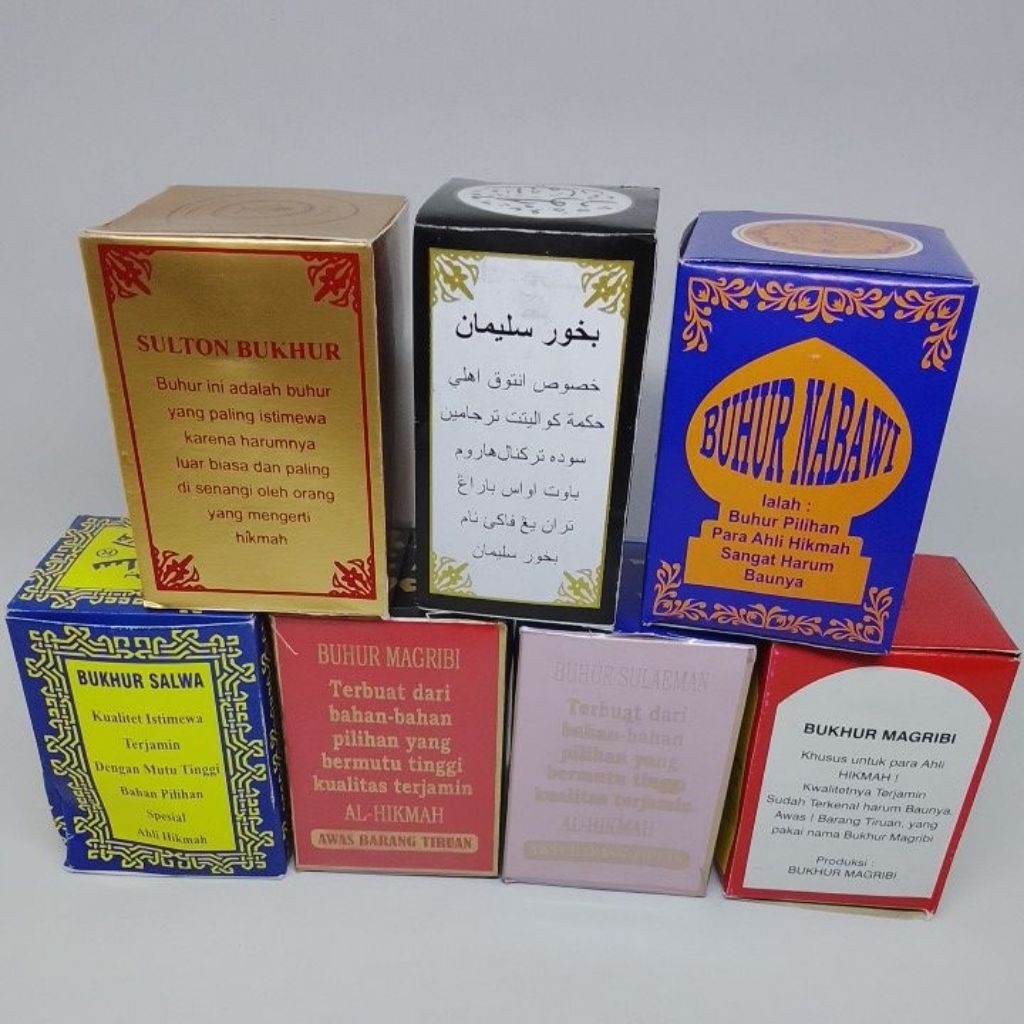 SULTON BUKHUR
Buhur ini adalah buhur
yang paling istimewa
karena harumnya
luar biasa dan paling
di senangi oleh orang
yang mengerti
hikmah
بخور سليمان
خصوص انتوق اهلي
حكمة كواليتت ترجامين
سوده تركنال هاروم
باوت اواس باراڠ
تران يڠ فاكي نام
بخور سليمان
BUHUR NABAWI
Ialah :
Buhur Pilihan
Para Ahli Hikmah
Sangat Harum
Baunya
BUKHUR SALWA
Kualitet Istimewa
Terjamin
Dengan Mutu Tinggi
Bahan Pilihan
Spesial
Ahli Hikmah
BUHUR MAGRIBI
Terbuat dari
bahan-bahan
pilihan yang
bermutu tinggi
kualitas terjamin
AL-HIKMAH
AWAS BARANG TIRUAN
BUHUR SULAEMAN
Terbuat dari
bahan-bahan
pilihan yang
bermutu tinggi
kualitas terjamin
AL-HIKMAH
BUKHUR MAGRIBI
Khusus untuk para Ahli
HIKMAH !
Kwalitetnya Terjamin
Sudah Terkenal harum Baunya,
Awas ! Barang Tiruan, yang
pakai nama Bukhur Magribi
Produksi :
BUKHUR MAGRIBI